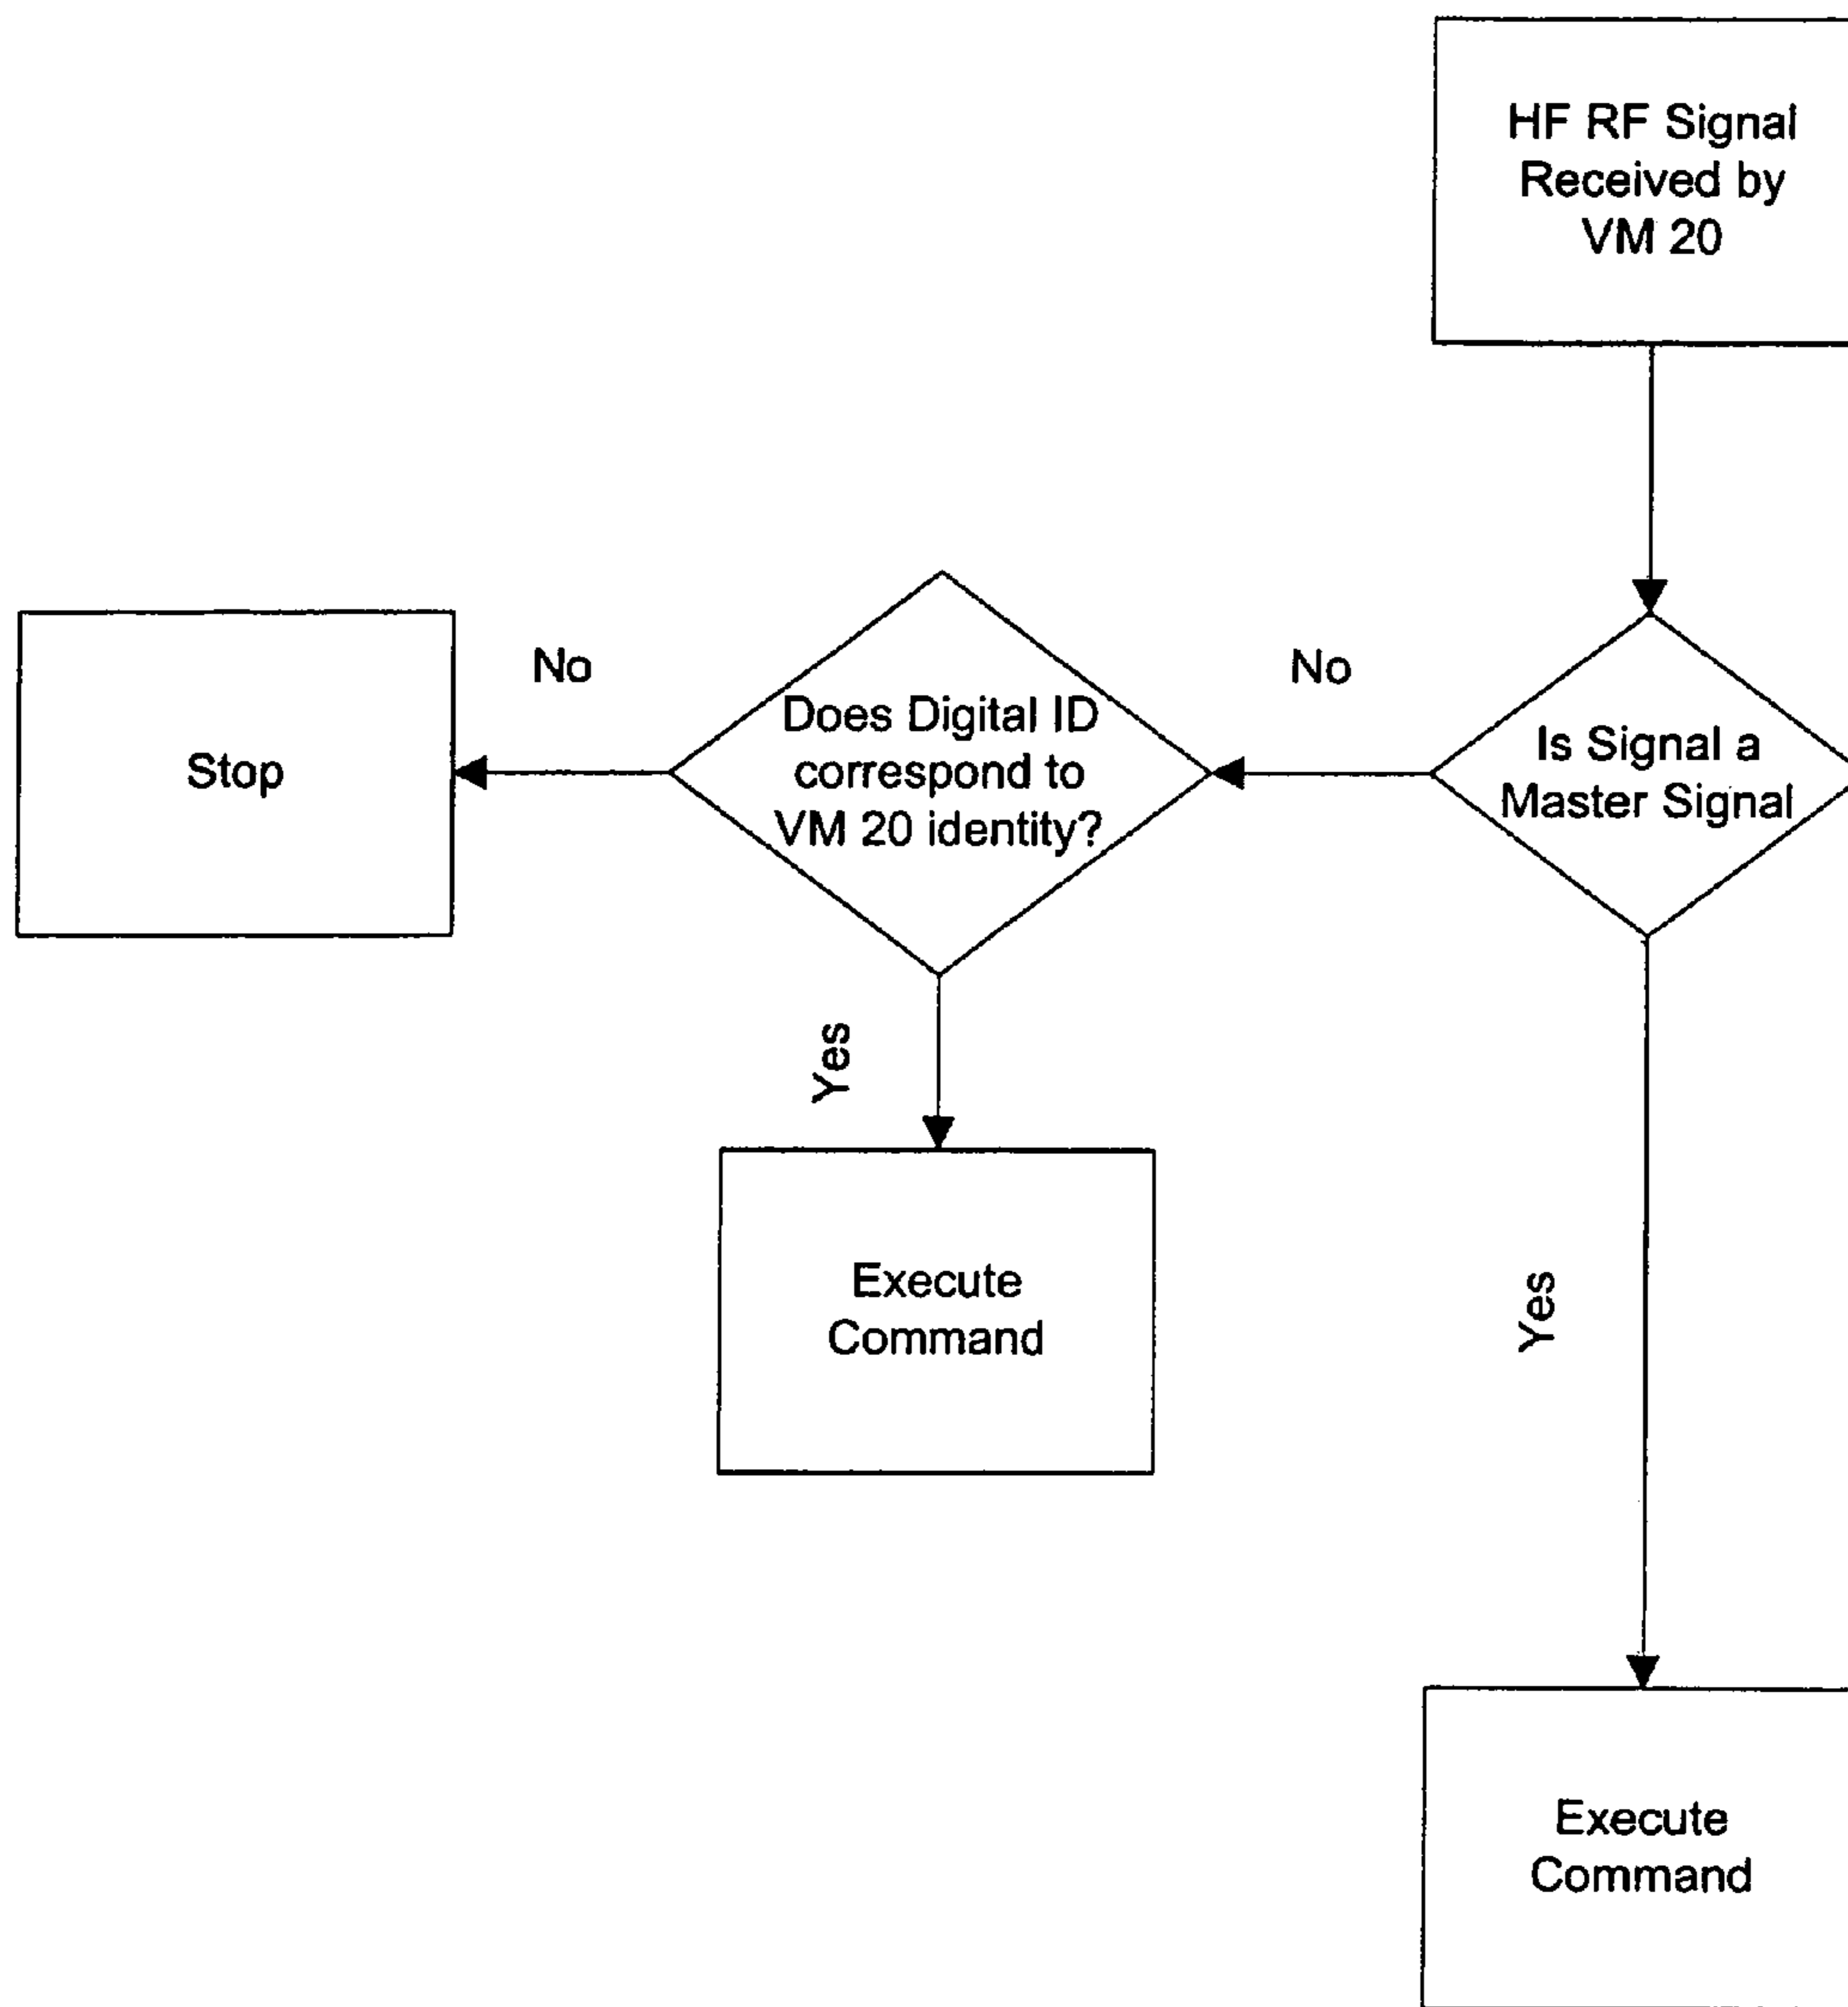 HF RF Signal
Received by
VM 20
Is Signal a
Master Signal
No
Does Digital ID
correspond to
VM 20 identity?
No
Stop
Yes
Execute
Command
Yes
Execute
Command